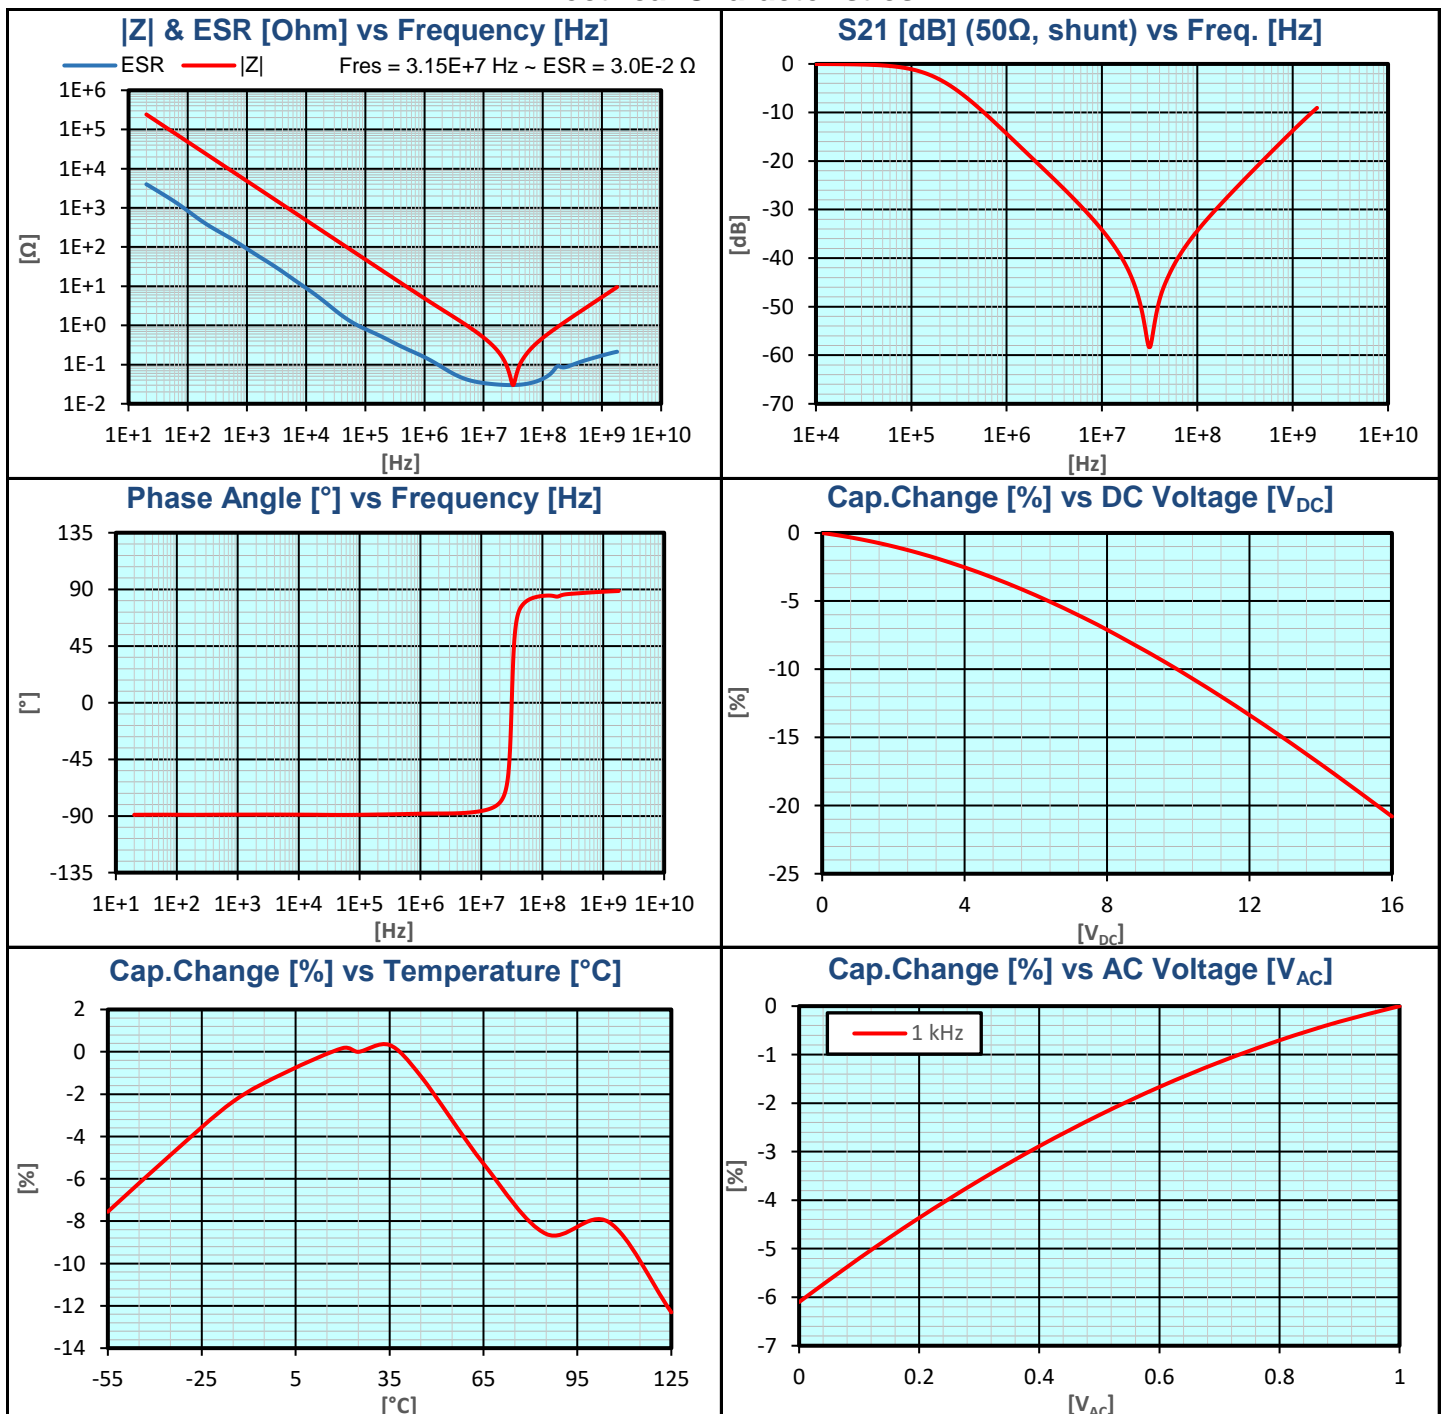 |Z| & ESR [Ohm] vs Frequency [Hz]
ESR |Z| Fres = 3.15E+7 Hz ~ ESR = 3.0E-2 Ω
1E+6
1E+5
1E+4
1E+3
1E+2
1E+1
1E+0
1E-1
1E-2
[Ω]
1E+1 1E+2 1E+3 1E+4 1E+5 1E+6 1E+7 1E+8 1E+9 1E+10
[Hz]
S21 [dB] (50Ω, shunt) vs Freq. [Hz]
0
-10
-20
-30
-40
-50
-60
-70
[dB]
1E+4 1E+5 1E+6 1E+7 1E+8 1E+9 1E+10
[Hz]
Phase Angle [°] vs Frequency [Hz]
135
90
45
0
-45
-90
-135
[°]
1E+1 1E+2 1E+3 1E+4 1E+5 1E+6 1E+7 1E+8 1E+9 1E+10
[Hz]
Cap.Change [%] vs DC Voltage [VDC]
0
-5
-10
-15
-20
-25
[%]
0 4 8 12 16
[VDC]
Cap.Change [%] vs Temperature [°C]
2
0
-2
-4
-6
-8
-10
-12
-14
[%]
-55 -25 5 35 65 95 125
[°C]
Cap.Change [%] vs AC Voltage [VAC]
1 kHz
0
-1
-2
-3
-4
-5
-6
-7
[%]
0 0.2 0.4 0.6 0.8 1
[VAC]